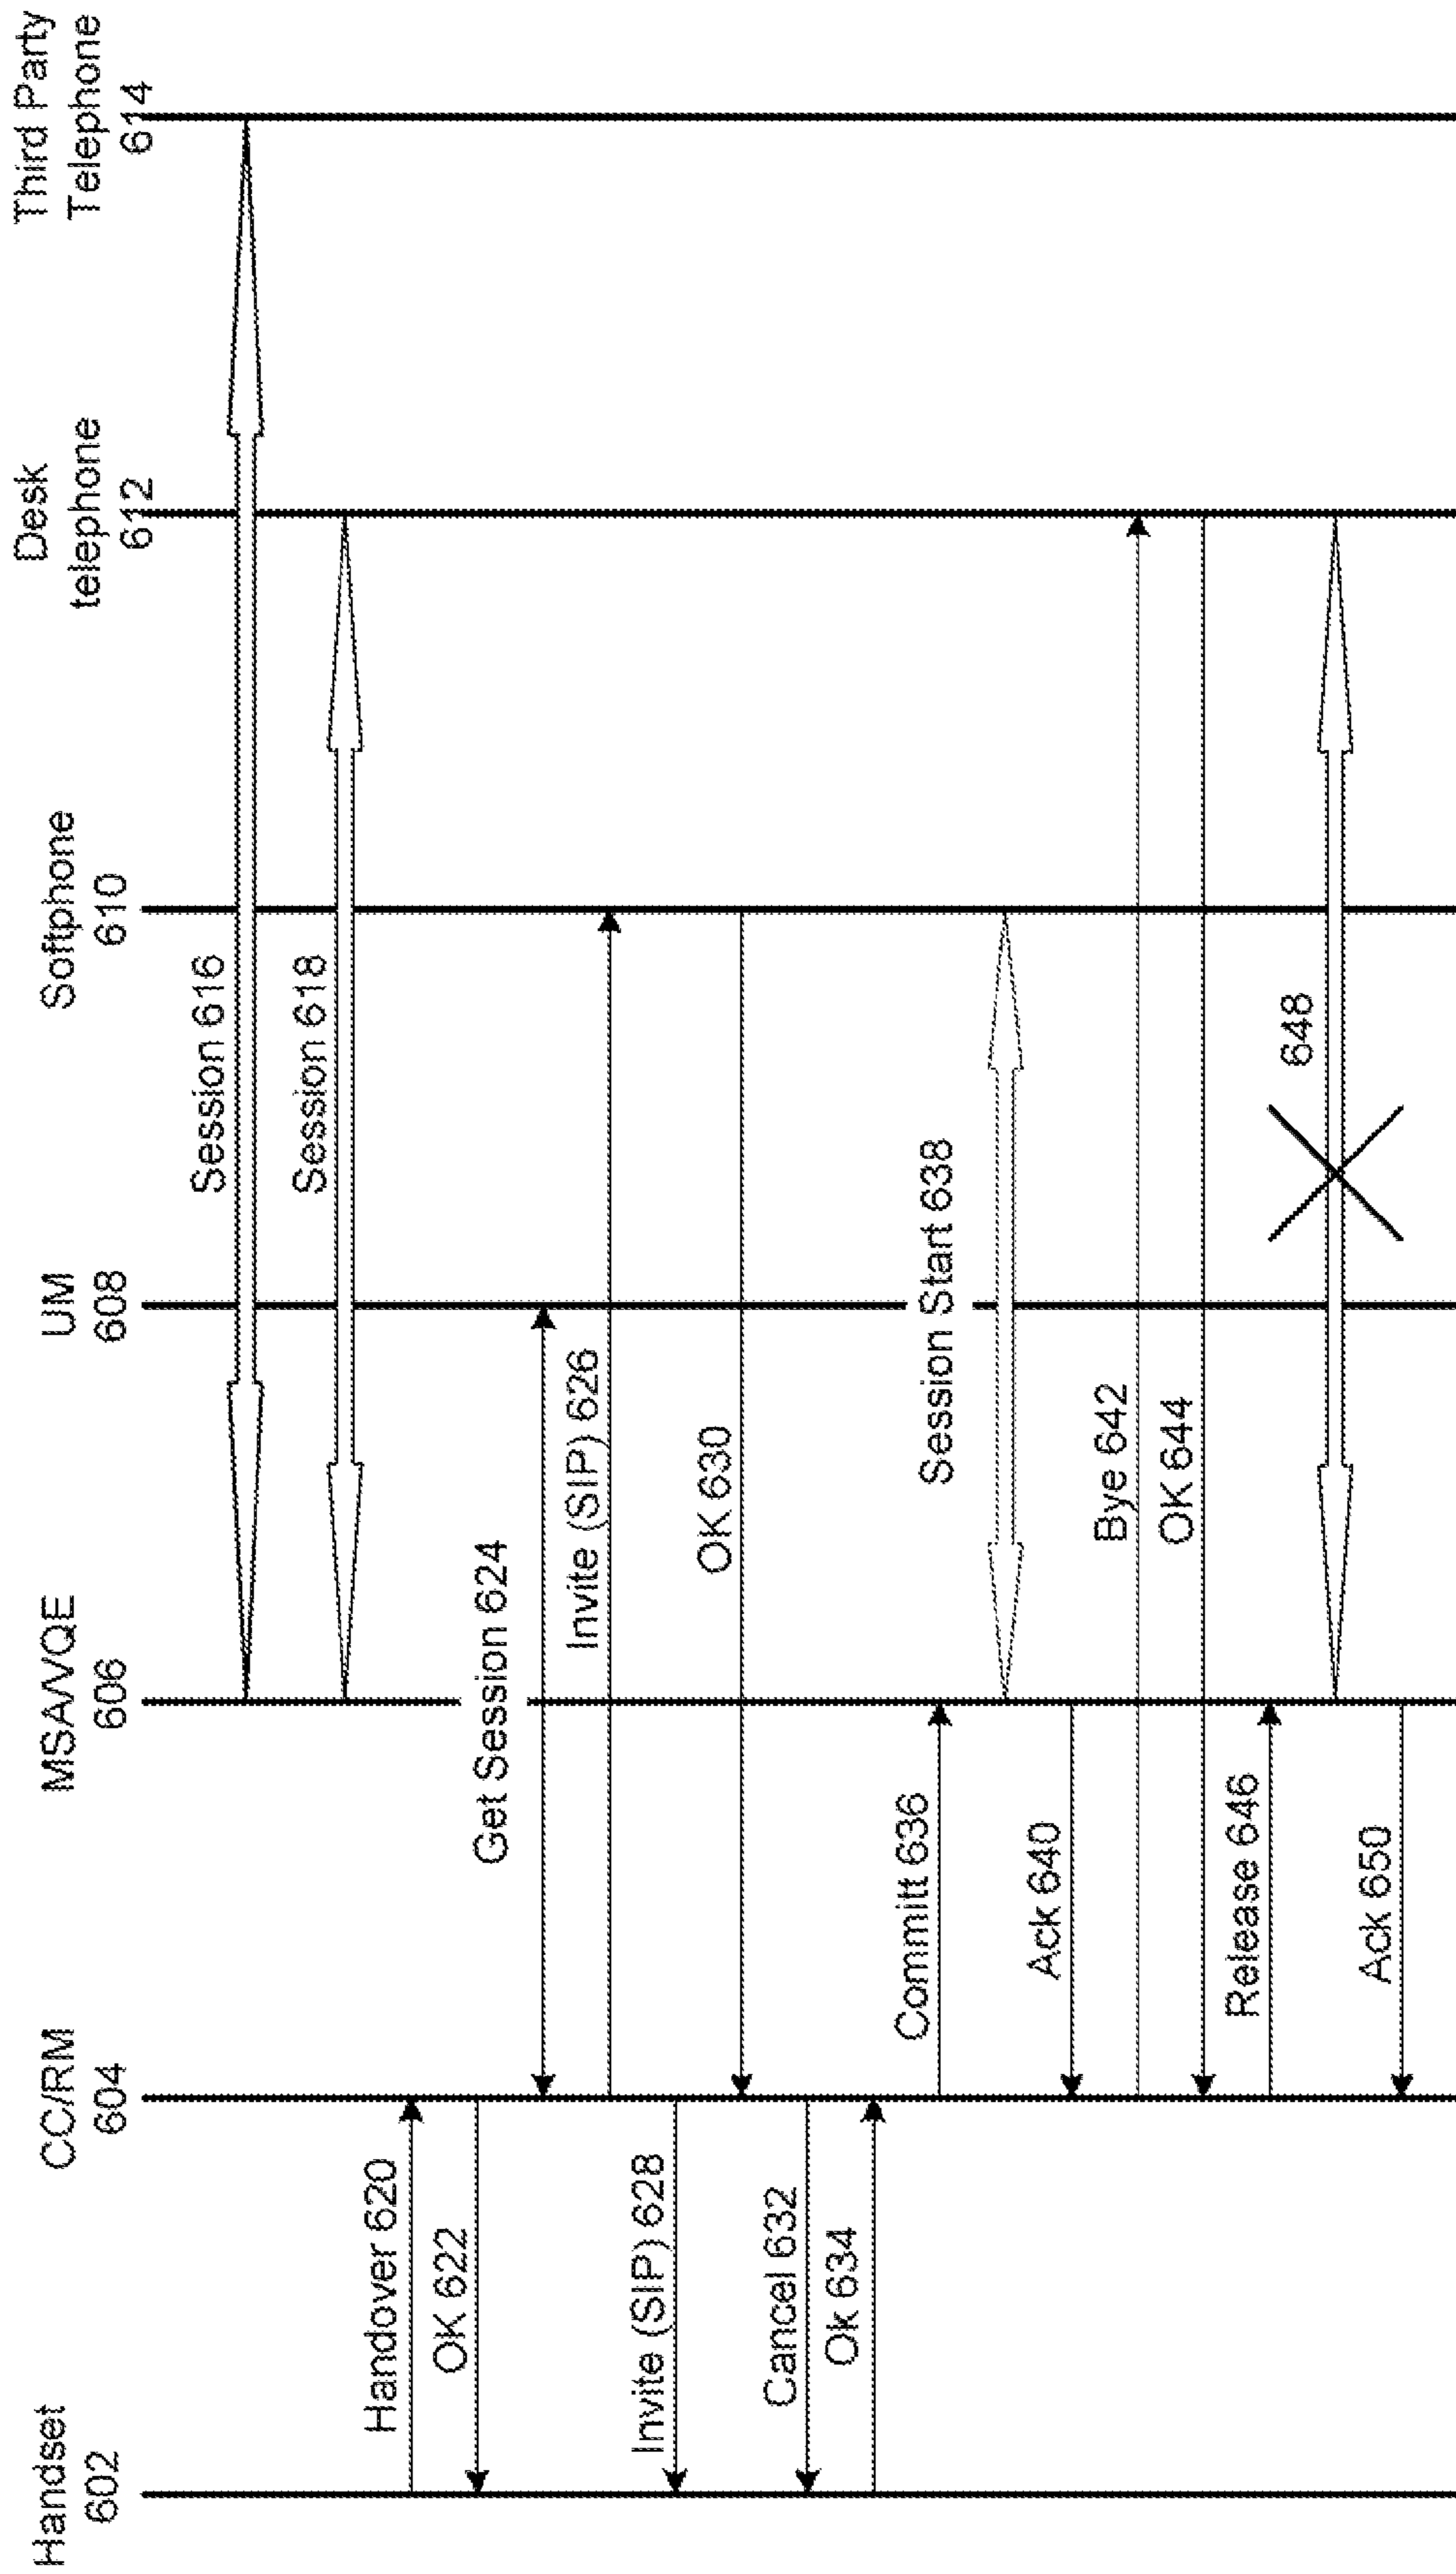 Handset
602
CC/RM
604
MSA/VQE
606
UM
608
Softphone
610
Desk
telephone
612
Third Party
Telephone
614
Session 616
Session 618
Handover 620
OK 622
Get Session 624
Invite (SIP) 626
Invite (SIP) 628
OK 630
Cancel 632
Ok 634
Committ 636
Session Start 638
Ack 640
Bye 642
OK 644
Release 646
648
Ack 650